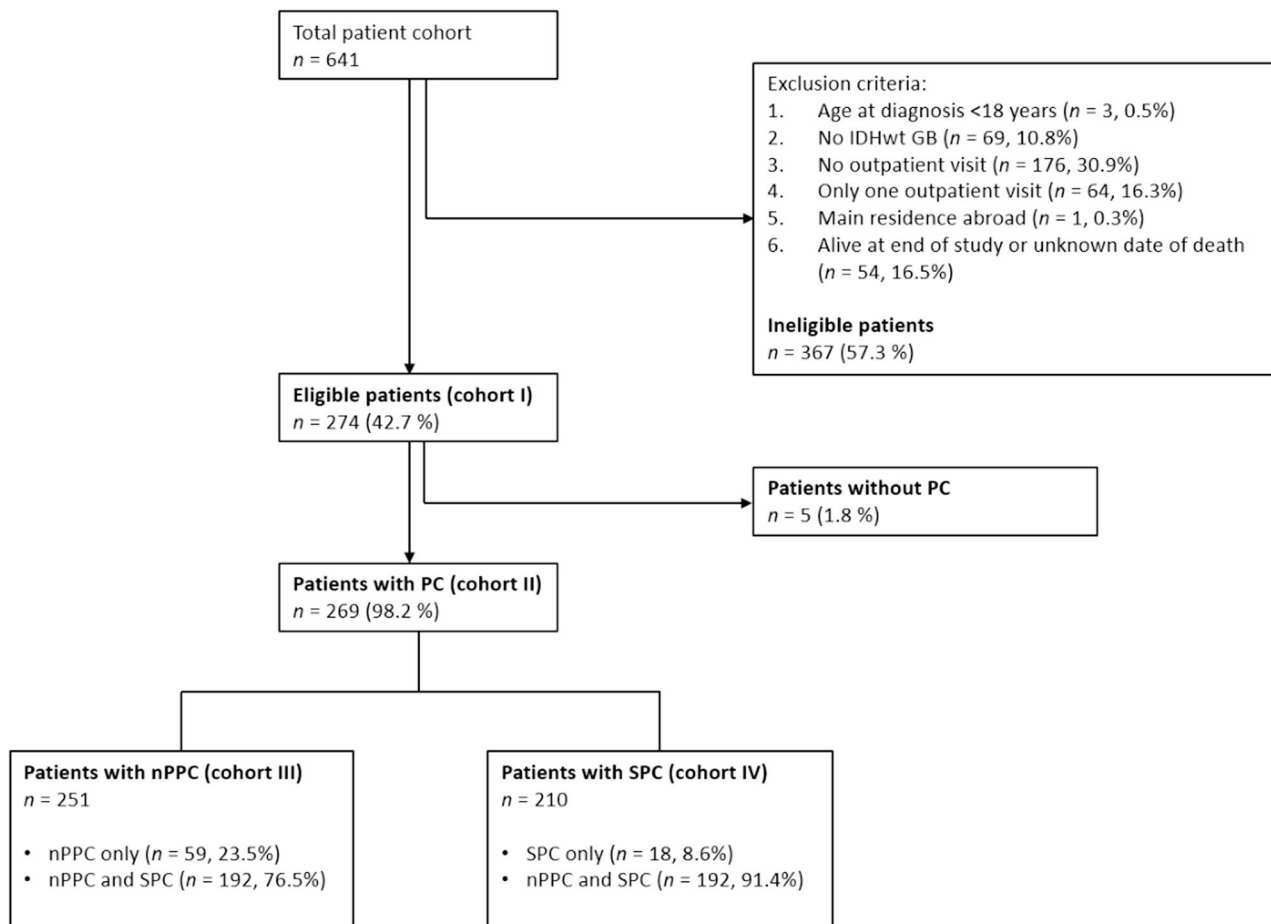 Total patient cohort
n = 641
Exclusion criteria:
1. Age at diagnosis <18 years (n = 3, 0.5%)
2. No IDHwt GB (n = 69, 10.8%)
3. No outpatient visit (n = 176, 30.9%)
4. Only one outpatient visit (n = 64, 16.3%)
5. Main residence abroad (n = 1, 0.3%)
6. Alive at end of study or unknown date of death
(n = 54, 16.5%)
Ineligible patients
n = 367 (57.3 %)
Eligible patients (cohort I)
n = 274 (42.7 %)
Patients without PC
n = 5 (1.8 %)
Patients with PC (cohort II)
n = 269 (98.2 %)
Patients with nPPC (cohort III)
n = 251
• nPPC only (n = 59, 23.5%)
• nPPC and SPC (n = 192, 76.5%)
Patients with SPC (cohort IV)
n = 210
• SPC only (n = 18, 8.6%)
• nPPC and SPC (n = 192, 91.4%)